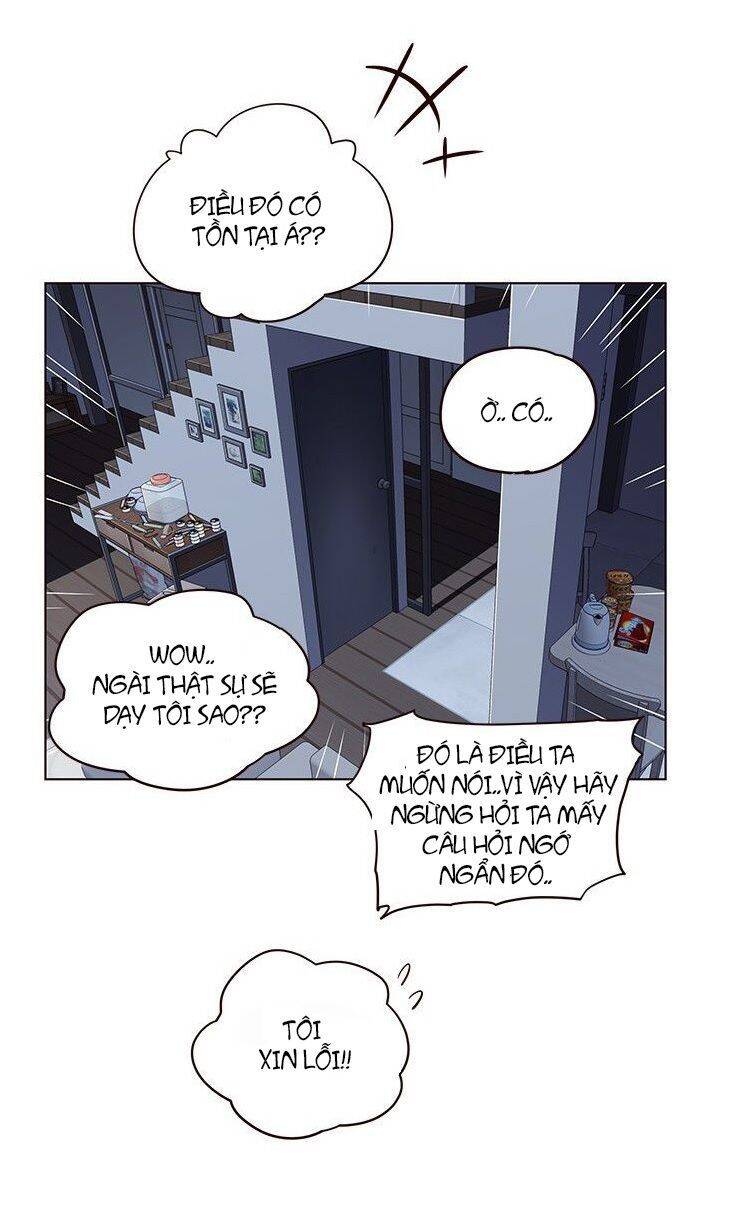 ĐIỀU ĐÓ CÓ
TỒN TẠI Á??
Ờ.. CÓ..
WOW..
NGÀI THẬT SỰ SẼ
DẠY TÔI SAO??
ĐÓ LÀ ĐIỀU TA
MUỐN NÓI..VÌ VẬY HÃY
NGỪNG HỎI TA MẤY
CÂU HỎI NGỚ
NGẨN ĐÓ..
TÔI
XIN LỖI!!